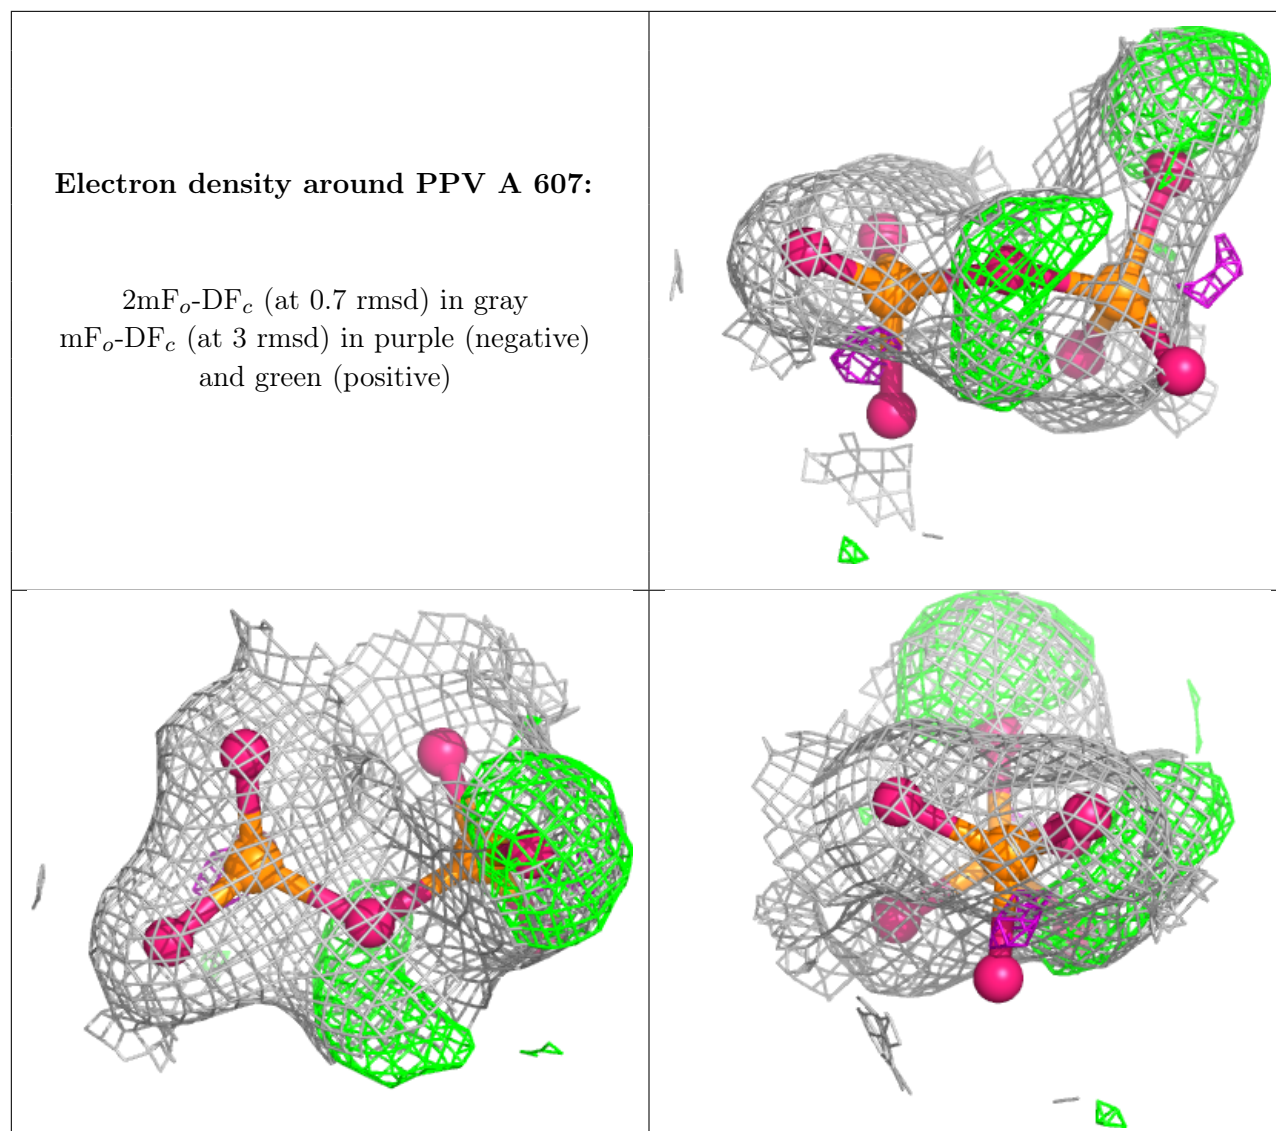 Electron density around PPV A 607:
2mFo-DFc (at 0.7 rmsd) in gray
mFo-DFc (at 3 rmsd) in purple (negative)
and green (positive)